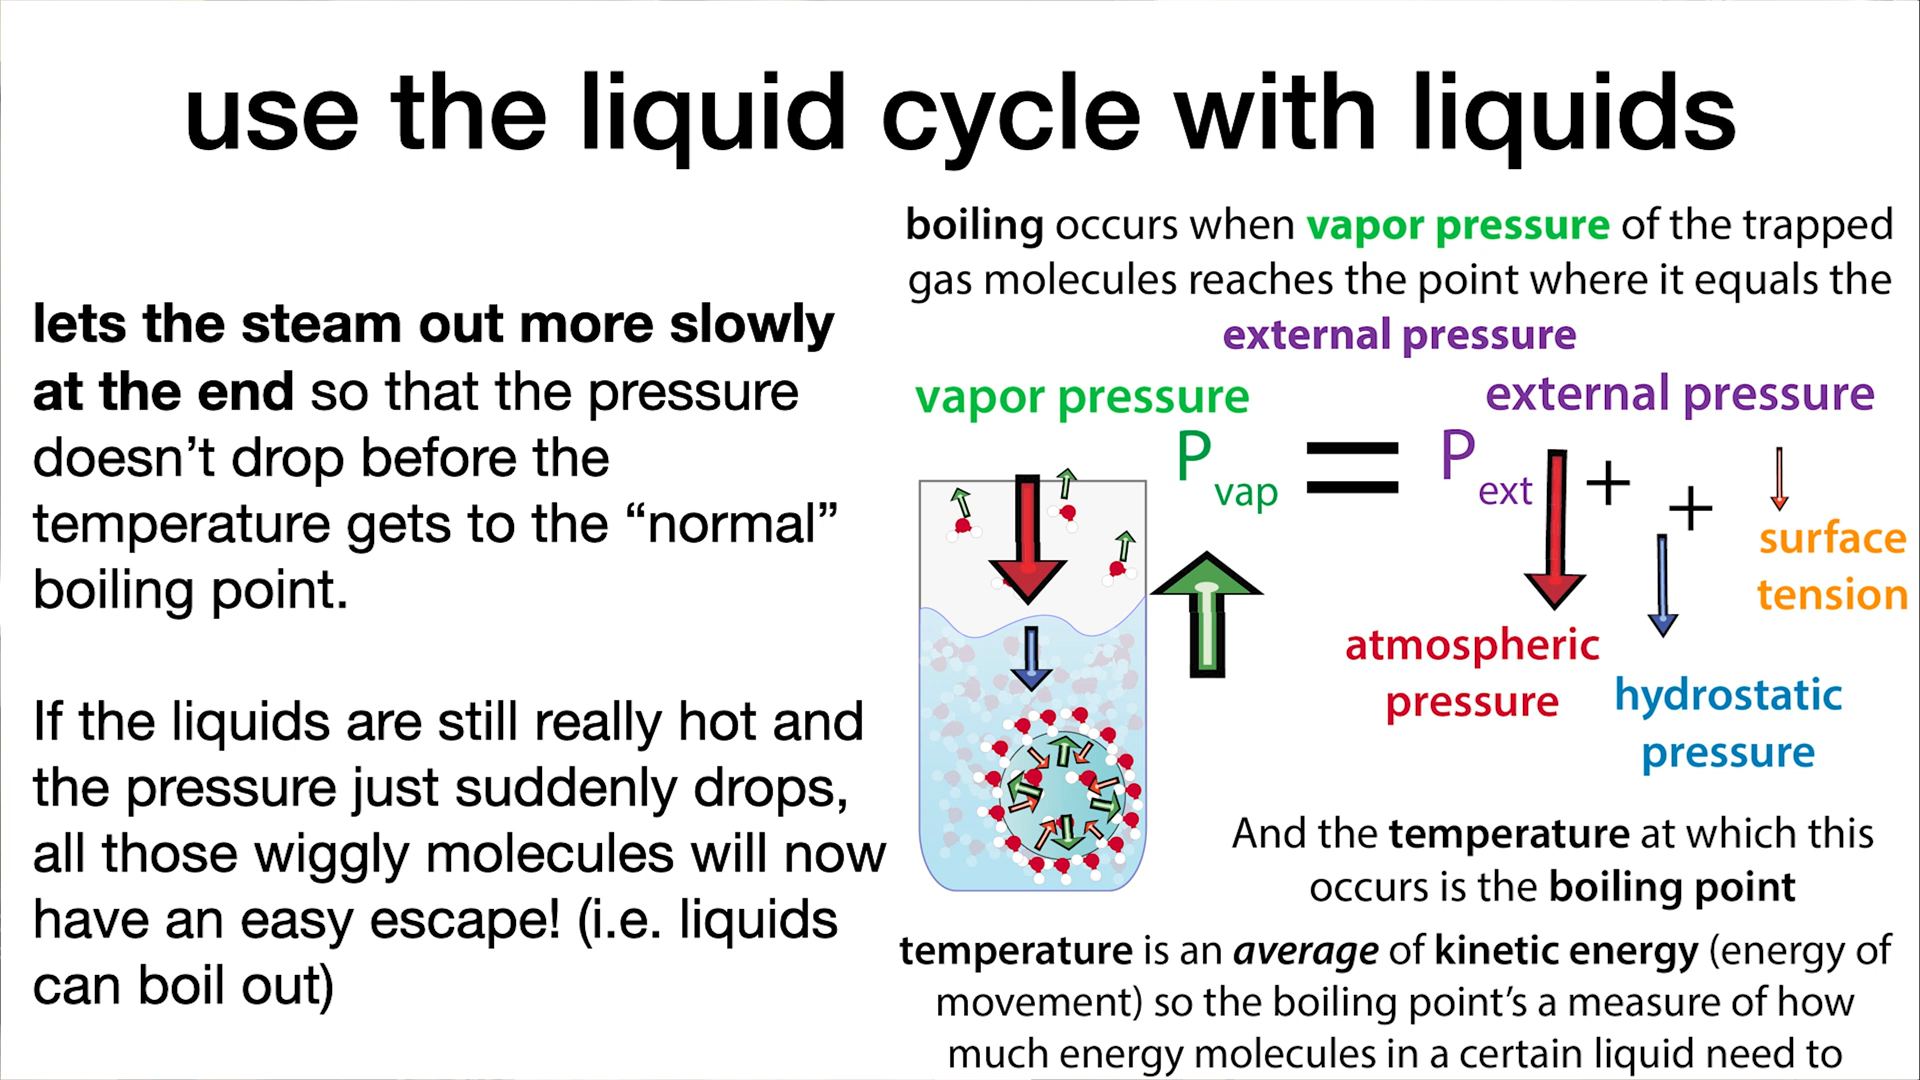 use the liquid cycle with liquids
lets the steam out more slowly
at the end so that the pressure
doesn’t drop before the
temperature gets to the “normal”
boiling point.
If the liquids are still really hot and
the pressure just suddenly drops,
all those wiggly molecules will now
have an easy escape! (i.e. liquids
can boil out)
boiling occurs when vapor pressure of the trapped
gas molecules reaches the point where it equals the
external pressure
vapor pressure
external pressure
P vap = P ext + +
surface
tension
atmospheric
pressure
hydrostatic
pressure
And the temperature at which this
occurs is the boiling point
temperature is an average of kinetic energy (energy of
movement) so the boiling point’s a measure of how
much energy molecules in a certain liquid need to